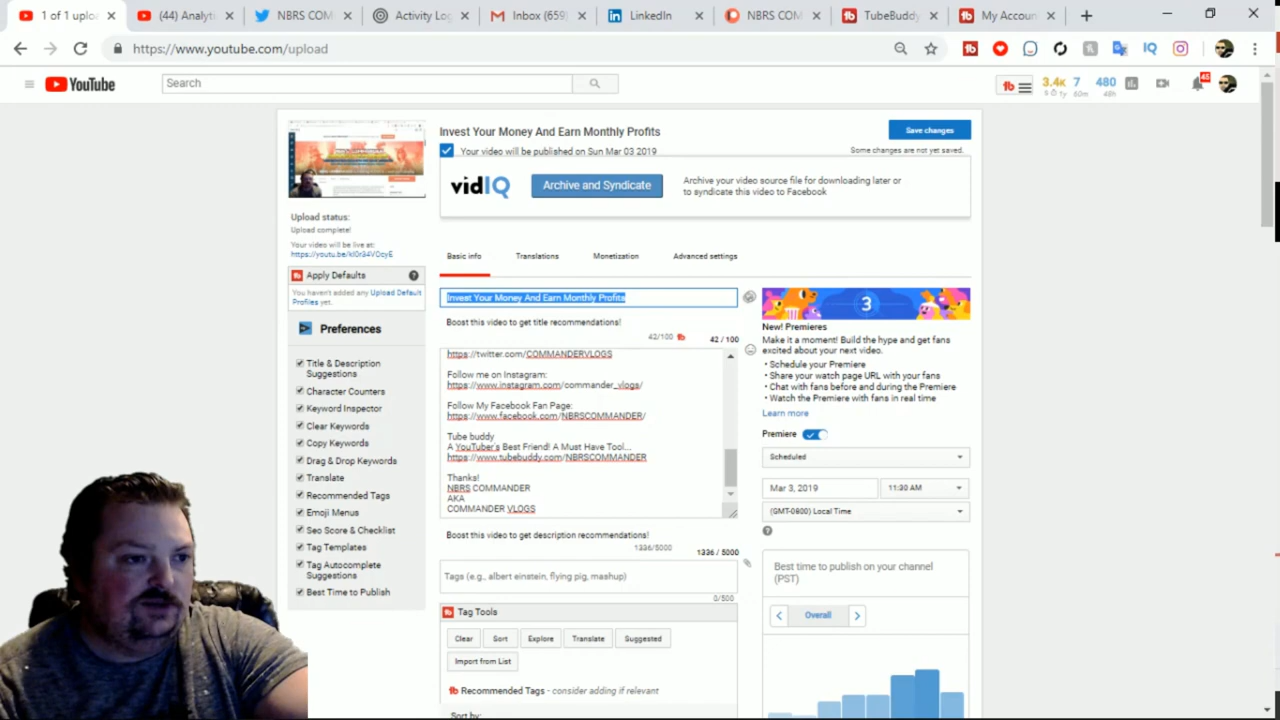 1 of 1 uploa
(44) Analyti
NBRS COM
Activity Log
Inbox (659)
LinkedIn
NBRS COM
TubeBuddy
My Accoun
https://www.youtube.com/upload
YouTube
Search
3.4K 7 480
1y 60m 48h
45
Invest Your Money And Earn Monthly Profits
Save changes
Your video will be published on Sun Mar 03 2019
Some changes are not yet saved.
vidIQ
Archive and Syndicate
Archive your video source file for downloading later or
to syndicate this video to Facebook
Upload status:
Upload complete!
Your video will be live at:
Apply Defaults
You haven't added any Upload Default
Profiles yet.
Preferences
Title & Description
Suggestions
Character Counters
Keyword Inspector
Clear Keywords
Copy Keywords
Drag & Drop Keywords
Translate
Recommended Tags
Emoji Menus
Seo Score & Checklist
Tag Templates
Tag Autocomplete
Suggestions
Best Time to Publish
Basic info
Translations
Monetization
Advanced settings
Invest Your Money And Earn Monthly Profits
Boost this video to get title recommendations!
42/100
42 / 100
https://twitter.com/COMMANDERVLOGS
Follow me on Instagram:
https://www.instagram.com/commander_vlogs/
Follow My Facebook Fan Page:
https://www.facebook.com/NBRSCOMMANDER/
Tube buddy
A YouTuber's Best Friend! A Must Have Tool...
https://www.tubebuddy.com/NBRSCOMMANDER
Thanks!
NBRS COMMANDER
AKA
COMMANDER VLOGS
Boost this video to get description recommendations!
1336/5000
1336 / 5000
Tags (e.g., albert einstein, flying pig, mashup)
0/500
Tag Tools
Clear
Sort
Explore
Translate
Suggested
Import from List
Recommended Tags - consider adding if relevant
Sort by:
3
New! Premieres
Make it a moment! Build the hype and get fans
excited about your next video.
• Schedule your Premiere
• Share your watch page URL with your fans
• Chat with fans before and during the Premiere
• Watch the Premiere with fans in real time
Learn more
Premiere
Scheduled
Mar 3, 2019
11:30 AM
(GMT-0800) Local Time
Best time to publish on your channel
(PST)
Overall